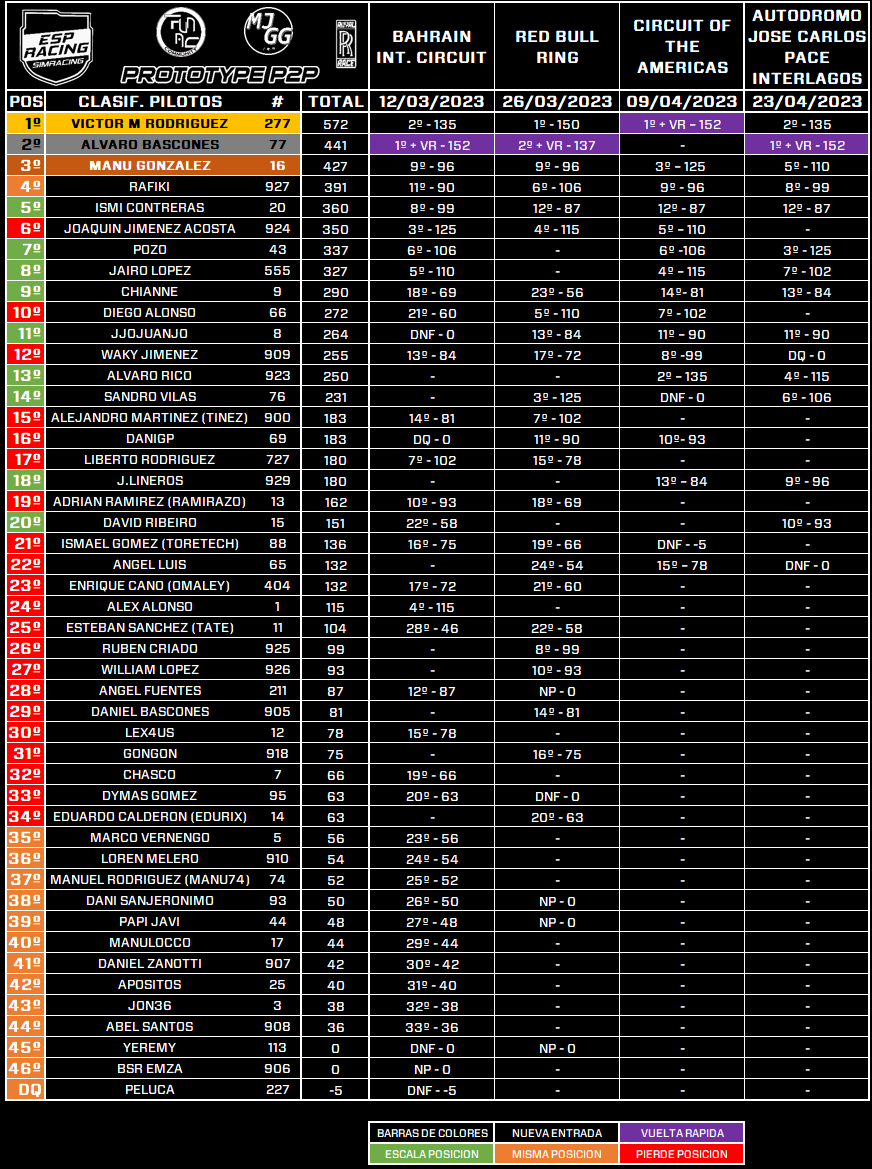 ESP
RACING
SIMRACING
COMMUNITY
MJ
GG
ROYAL
RACE
PROTOTYPE P2P
BAHRAIN INT. CIRCUIT
RED BULL RING
CIRCUIT OF THE AMERICAS
AUTODROMO JOSE CARLOS PACE INTERLAGOS
POS CLASIF. PILOTOS # TOTAL 12/03/2023 26/03/2023 09/04/2023 23/04/2023
1º VICTOR M RODRIGUEZ 277 572 2º - 135 1º - 150 1º + VR - 152 2º - 135
2º ALVARO BASCONES 77 441 1º + VR - 152 2º + VR - 137 - 1º + VR - 152
3º MANU GONZALEZ 16 427 9º - 96 9º - 96 3º - 125 5º - 110
4º RAFIKI 927 391 11º - 90 6º - 106 9º - 96 8º - 99
5º ISMI CONTRERAS 20 360 8º - 99 12º - 87 12º - 87 12º - 87
6º JOAQUIN JIMENEZ ACOSTA 924 350 3º - 125 4º - 115 5º - 110 -
7º POZO 43 337 6º - 106 - 6º -106 3º - 125
8º JAIRO LOPEZ 555 327 5º - 110 - 4º - 115 7º - 102
9º CHIANNE 9 290 18º - 69 23º - 56 14º- 81 13º - 84
10º DIEGO ALONSO 66 272 21º - 60 5º - 110 7º - 102 -
11º JJOJUANJO 8 264 DNF - 0 13º - 84 11º - 90 11º - 90
12º WAKY JIMENEZ 909 255 13º - 84 17º - 72 8º -99 DQ - 0
13º ALVARO RICO 923 250 - - 2º - 135 4º - 115
14º SANDRO VILAS 76 231 - 3º - 125 DNF - 0 6º - 106
15º ALEJANDRO MARTINEZ (TINEZ) 900 183 14º - 81 7º - 102 - -
16º DANIGP 69 183 DQ - 0 11º - 90 10º- 93 -
17º LIBERTO RODRIGUEZ 727 180 7º - 102 15º - 78 - -
18º J.LINEROS 929 180 - - 13º - 84 9º - 96
19º ADRIAN RAMIREZ (RAMIRAZO) 13 162 10º - 93 18º - 69 - -
20º DAVID RIBEIRO 15 151 22º - 58 - - 10º - 93
21º ISMAEL GOMEZ (TORETECH) 88 136 16º - 75 19º - 66 DNF - -5 -
22º ANGEL LUIS 65 132 - 24º - 54 15º - 78 DNF - 0
23º ENRIQUE CANO (OMALEY) 404 132 17º - 72 21º - 60 - -
24º ALEX ALONSO 1 115 4º - 115 - - -
25º ESTEBAN SANCHEZ (TATE) 11 104 28º - 46 22º - 58 - -
26º RUBEN CRIADO 925 99 - 8º - 99 - -
27º WILLIAM LOPEZ 926 93 - 10º - 93 - -
28º ANGEL FUENTES 211 87 12º - 87 NP - 0 - -
29º DANIEL BASCONES 905 81 - 14º - 81 - -
30º LEX4US 12 78 15º - 78 - - -
31º GONGON 918 75 - 16º - 75 - -
32º CHASCO 7 66 19º - 66 - - -
33º DYMAS GOMEZ 95 63 20º - 63 DNF - 0 - -
34º EDUARDO CALDERON (EDURIX) 14 63 - 20º - 63 - -
35º MARCO VERNENGO 5 56 23º - 56 - - -
36º LOREN MELERO 910 54 24º - 54 - - -
37º MANUEL RODRIGUEZ (MANU74) 74 52 25º - 52 - - -
38º DANI SANJERONIMO 93 50 26º - 50 NP - 0 - -
39º PAPI JAVI 44 48 27º - 48 NP - 0 - -
40º MANULOCCO 17 44 29º - 44 - - -
41º DANIEL ZANOTTI 907 42 30º - 42 - - -
42º APOSITOS 25 40 31º - 40 - - -
43º JON36 3 38 32º - 38 - - -
44º ABEL SANTOS 908 36 33º - 36 - - -
45º YEREMY 113 0 DNF - 0 NP - 0 - -
46º BSR EMZA 906 0 NP - 0 - - -
DQ PELUCA 227 -5 DNF - -5 - - -
BARRAS DE COLORES NUEVA ENTRADA VUELTA RAPIDA
ESCALA POSICION MISMA POSICION PIERDE POSICION